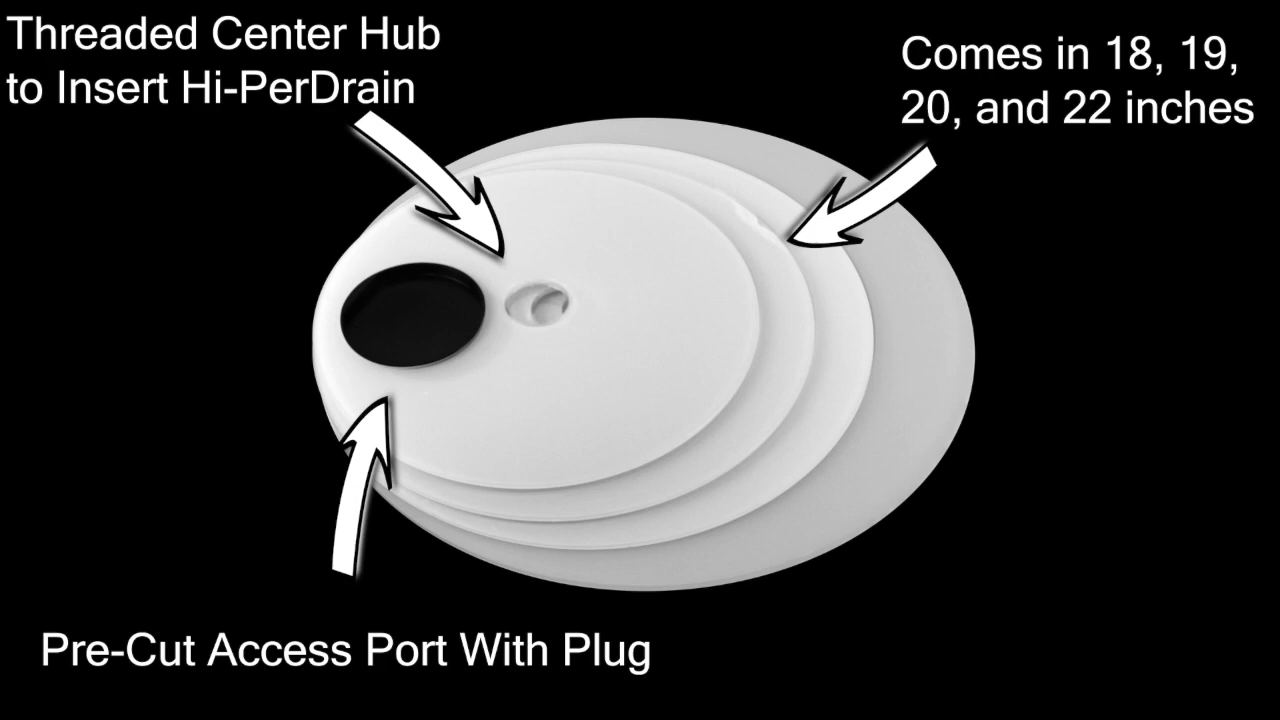 Threaded Center Hub
to Insert Hi-PerDrain
Comes in 18, 19,
20, and 22 inches
Pre-Cut Access Port With Plug